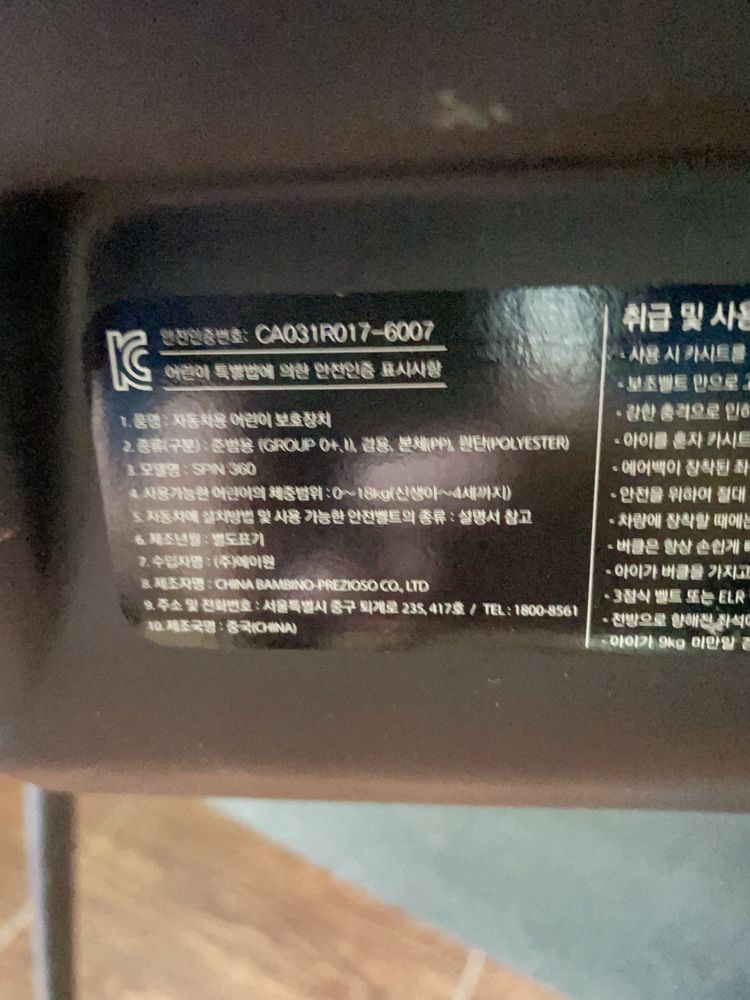 KC
안전인증번호: CA031R017-6007
어린이 특별법에 의한 안전인증 표시사항
1. 품명 : 자동차용 어린이 보호장치
2. 종류(구분) : 준범용 (GROUP 0+, I), 겸용, 본체(PP), 원단(POLYESTER)
3. 모델명 : SPIN 360
4. 사용가능한 어린이의 체중범위 : 0~18kg(신생아~4세까지)
5. 자동차에 설치방법 및 사용 가능한 안전벨트의 종류 : 설명서 참고
6. 제조년월 : 별도표기
7. 수입자명 : (주)에이원
8. 제조자명 : CHINA BAMBINO-PREZIOSO CO., LTD
9. 주소 및 전화번호 : 서울특별시 중구 퇴계로 235, 417호 / TEL : 1800-8561
10. 제조국명 : 중국(CHINA)
취급 및 사용
- 사용 시 카시트를
- 보조벨트 만으로
- 강한 충격으로
- 아이를 혼자 카시트
- 에어백이 장착된
- 안전을 위하여 절대
- 차량에 장착할 때에는
- 버클은 항상 손쉽게
- 아이가 버클을 가지고
- 3점식 벨트 또는 ELR
- 전방으로 향해진 좌석
- 아이가 9kg 미만일